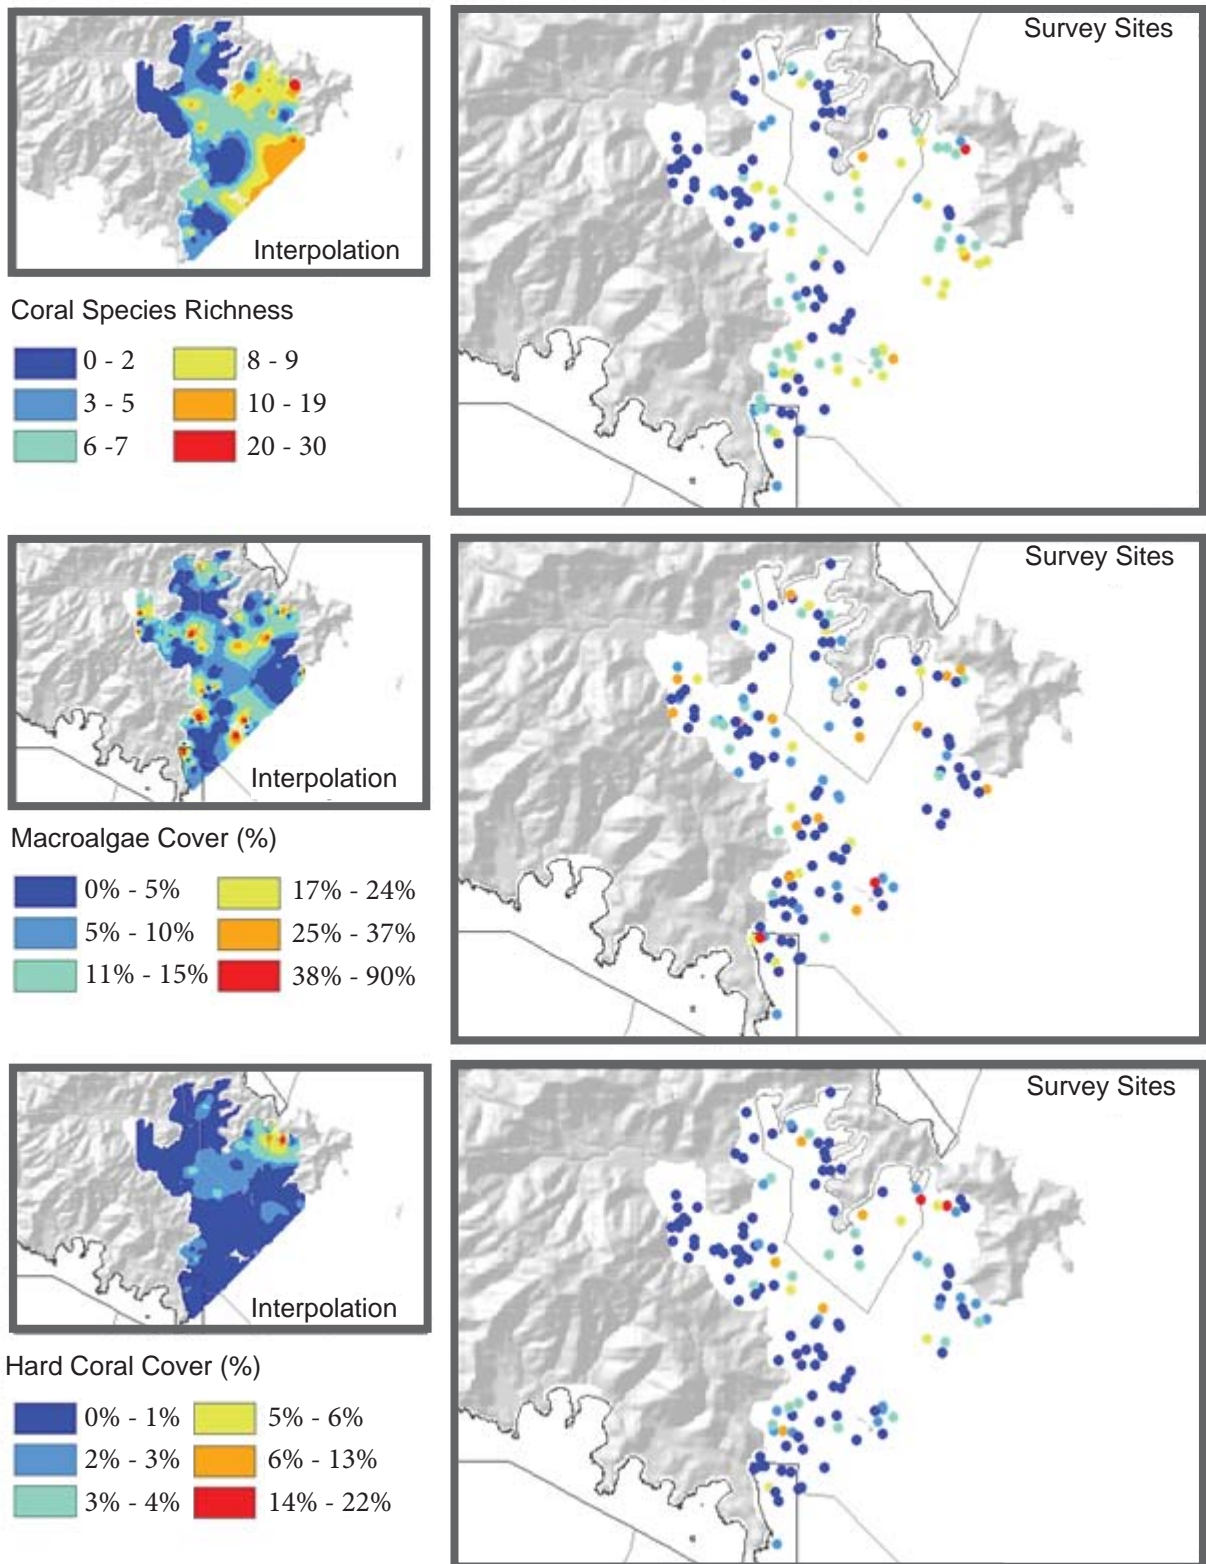 Survey Sites
Interpolation
Coral Species Richness
0 - 2
8 - 9
3 - 5
10 - 19
6 -7
20 - 30
Survey Sites
Interpolation
Macroalgae Cover (%)
0% - 5%
17% - 24%
5% - 10%
25% - 37%
11% - 15%
38% - 90%
Survey Sites
Interpolation
Hard Coral Cover (%)
0% - 1%
5% - 6%
2% - 3%
6% - 13%
3% - 4%
14% - 22%